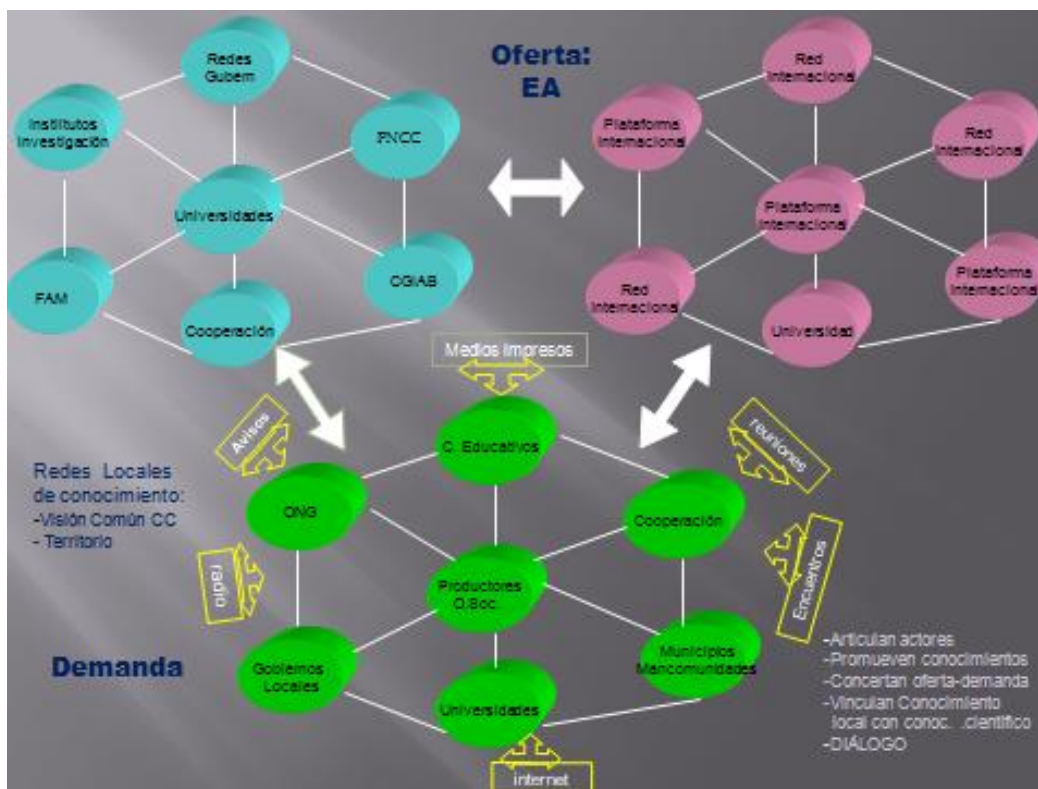 Oferta:
EA
Redes
Gubern
Institutos
Investigación
PNCC
Universidades
FAM
CGIAB
Cooperación
Red
Internacional
Plataforma
Internacional
Red
Internacional
Plataforma
Internacional
Red
Internacional
Plataforma
Internacional
Universidad
Medios impresos
Avisos
reuniones
C. Educativos
Redes Locales
de conocimiento:
-Visión Común CC
- Territorio
ONG
Cooperación
radio
Encuentros
Productores
O.Soc.
Demanda
Gobiernos
Locales
Municipios
Mancomunidades
Universidades
internet
-Articulan actores
-Promueven conocimientos
-Conciertan oferta-demanda
-Vinculan Conocimiento
local con conoc. .científico
-DIÁLOGO